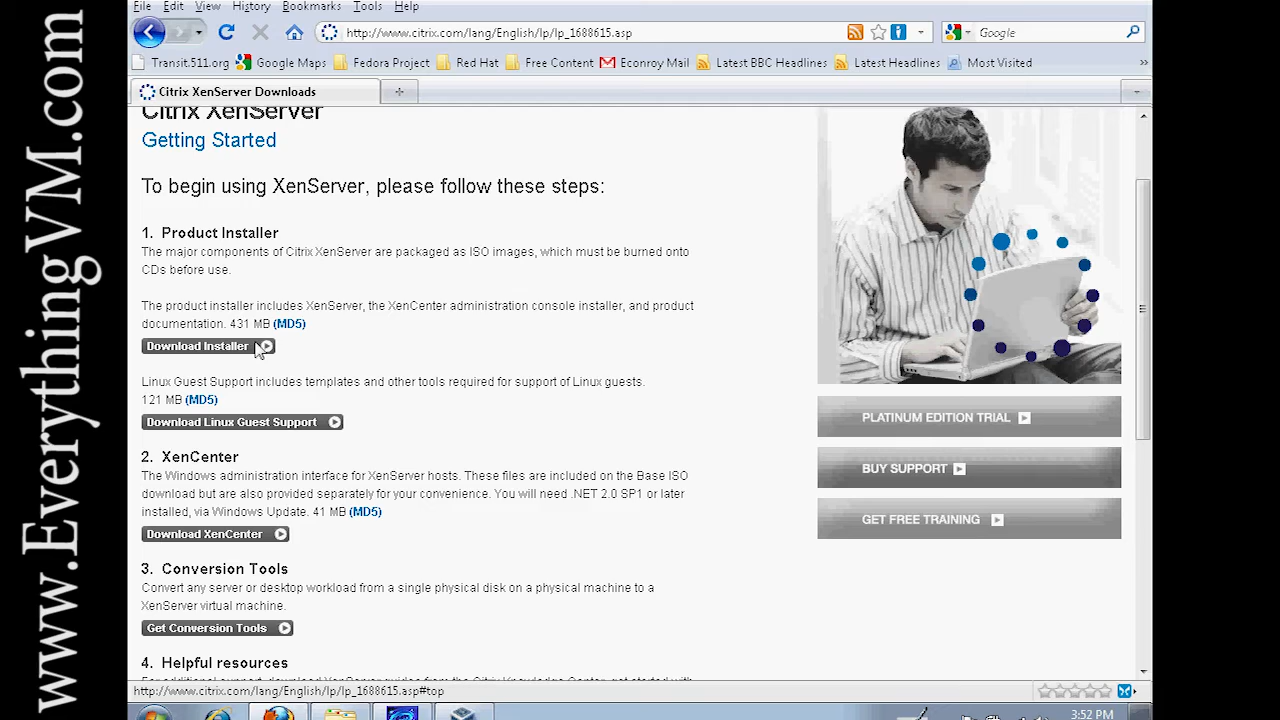 www.EverythingVM.com
File Edit View History Bookmarks Tools Help
http://www.citrix.com/lang/English/lp/lp_1688615.asp
Google
Transit.511.org Google Maps Fedora Project Red Hat Free Content Econroy Mail Latest BBC Headlines Latest Headlines Most Visited »
Citrix XenServer Downloads
Citrix XenServer
Getting Started
To begin using XenServer, please follow these steps:
1. Product Installer
The major components of Citrix XenServer are packaged as ISO images, which must be burned onto
CDs before use.
The product installer includes XenServer, the XenCenter administration console installer, and product
documentation. 431 MB (MD5)
Download Installer
Linux Guest Support includes templates and other tools required for support of Linux guests.
121 MB (MD5)
Download Linux Guest Support
2. XenCenter
The Windows administration interface for XenServer hosts. These files are included on the Base ISO
download but are also provided separately for your convenience. You will need .NET 2.0 SP1 or later
installed, via Windows Update. 41 MB (MD5)
Download XenCenter
3. Conversion Tools
Convert any server or desktop workload from a single physical disk on a physical machine to a
XenServer virtual machine.
Get Conversion Tools
4. Helpful resources
PLATINUM EDITION TRIAL
BUY SUPPORT
GET FREE TRAINING
http://www.citrix.com/lang/English/lp/lp_1688615.asp#top
3:52 PM